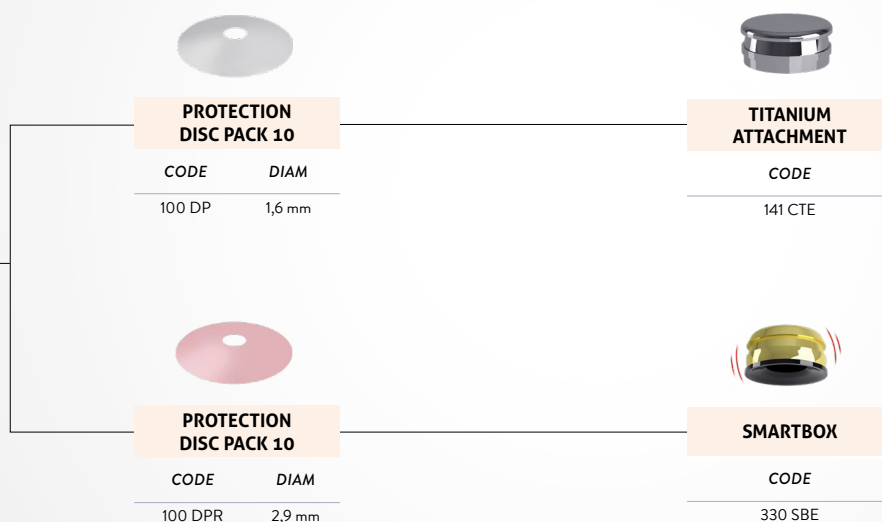 PROTECTION
DISC PACK 10
CODE DIAM
100 DP 1,6 mm
TITANIUM
ATTACHMENT
CODE
141 CTE
PROTECTION
DISC PACK 10
CODE DIAM
100 DPR 2,9 mm
SMARTBOX
CODE
330 SBE